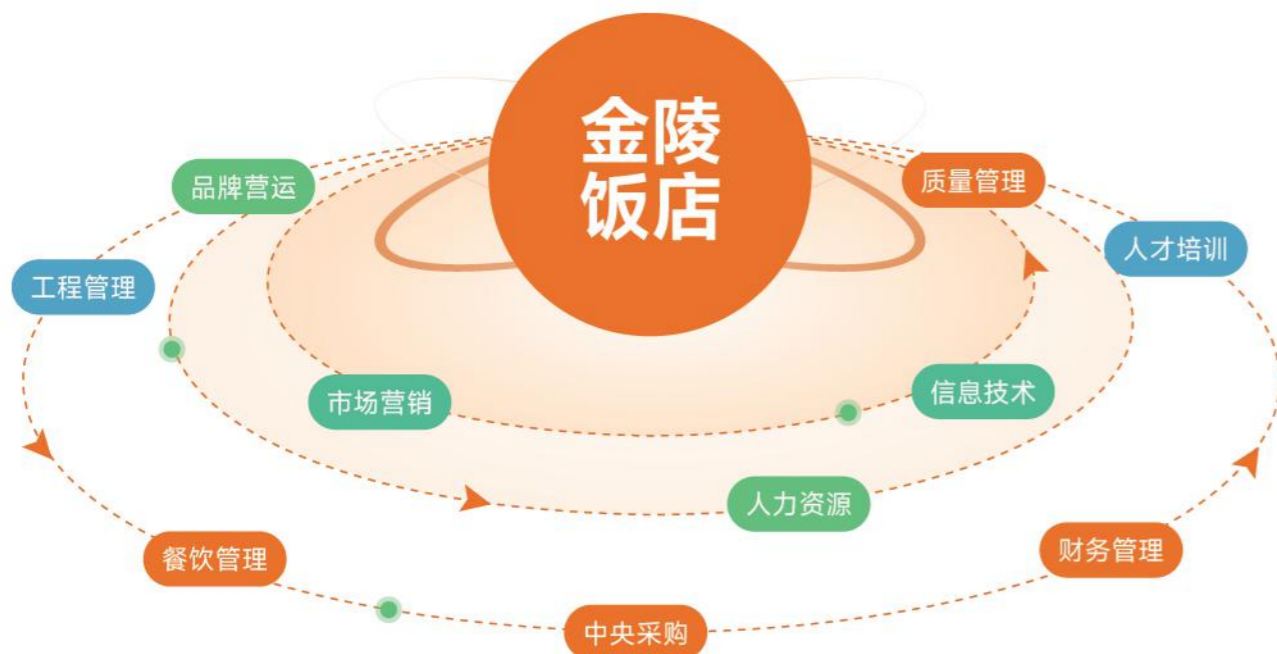 金陵
饭店
品牌营运
质量管理
人才培训
工程管理
市场营销
信息技术
人力资源
餐饮管理
财务管理
中央采购